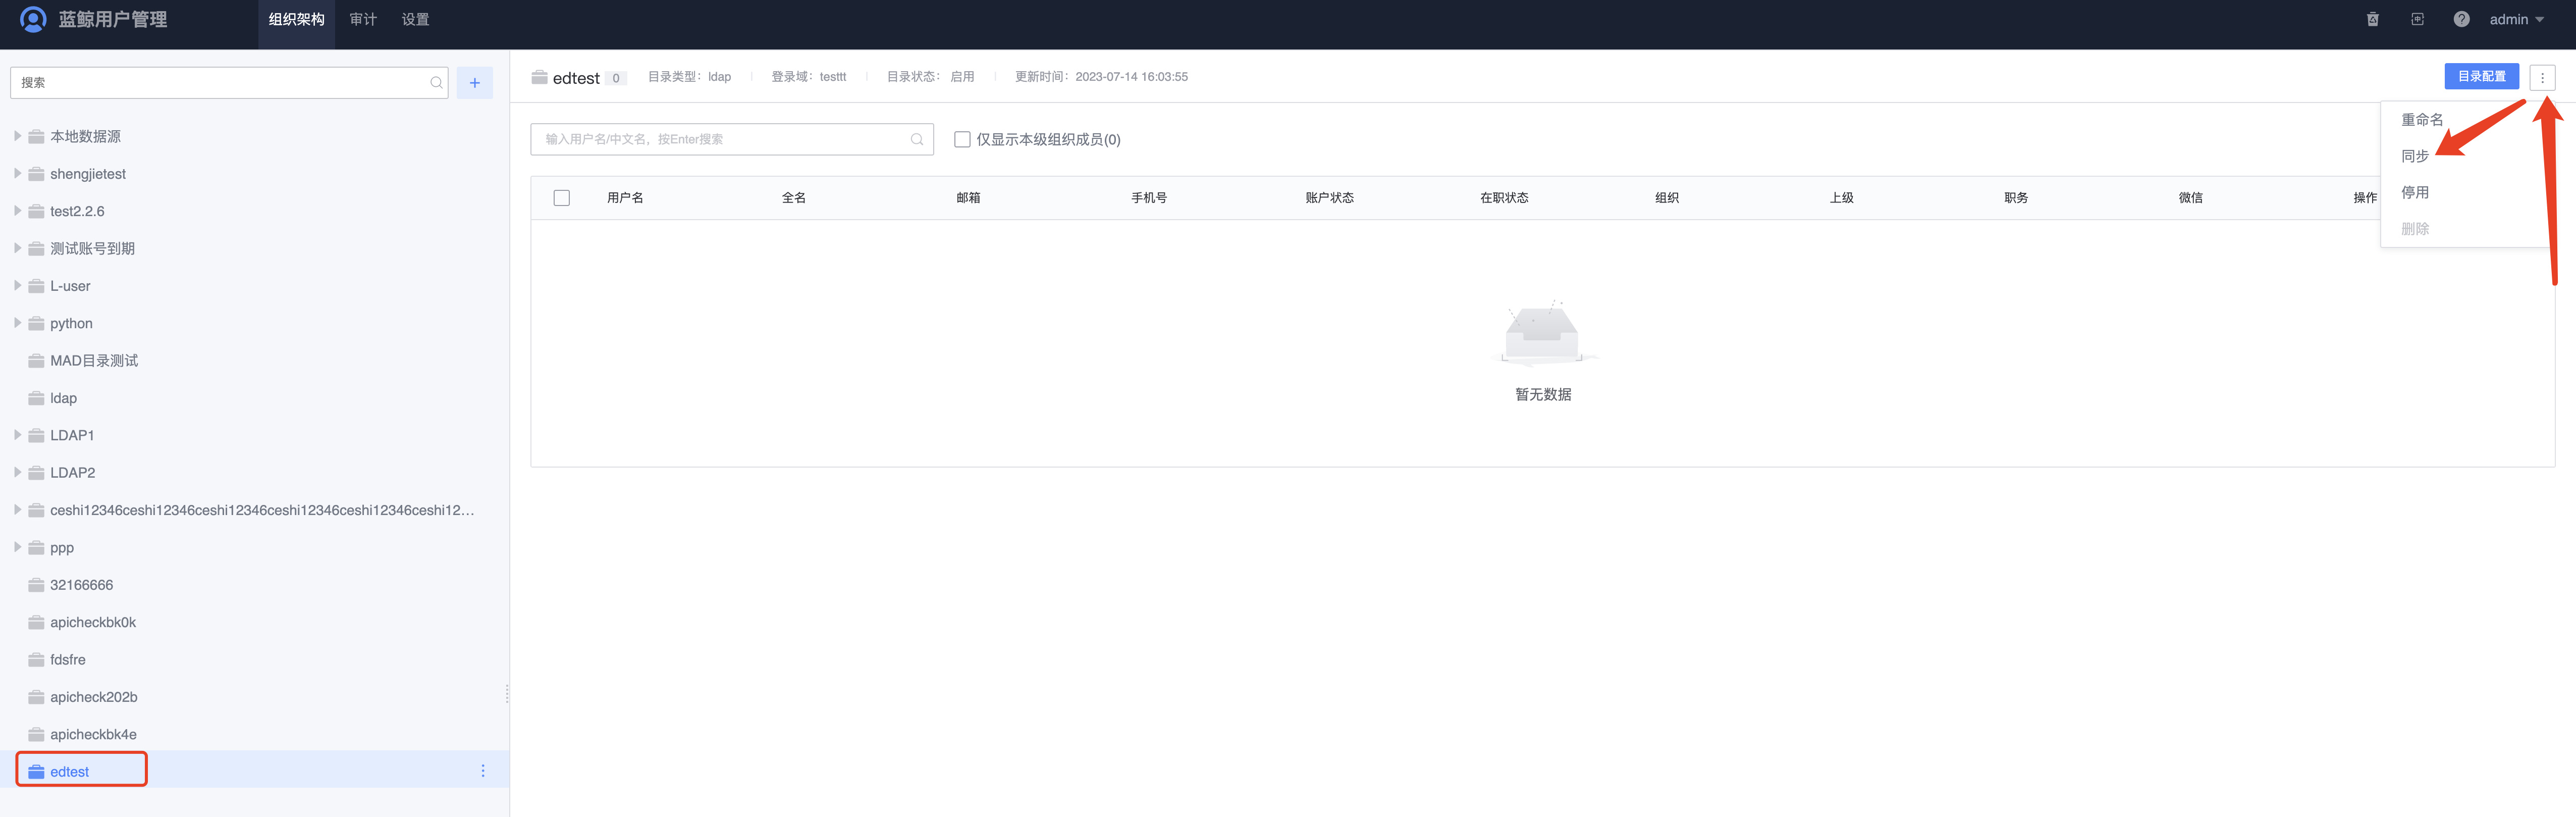 蓝鲸用户管理
组织架构 审计 设置
admin
搜索
+
本地数据源
shengjietest
test2.2.6
测试账号到期
L-user
python
MAD目录测试
ldap
LDAP1
LDAP2
ceshi12346ceshi12346ceshi12346ceshi12346ceshi12346ceshi12...
ppp
32166666
apicheckbk0k
fdsfre
apicheck202b
apicheckbk4e
edtest
edtest 0 目录类型：ldap 登录域：testtt 目录状态：启用 更新时间：2023-07-14 16:03:55
目录配置
重命名
同步
停用
删除
输入用户名/中文名，按Enter搜索 仅显示本级组织成员(0)
用户名 全名 邮箱 手机号 账户状态 在职状态 组织 上级 职务 微信 操作
暂无数据